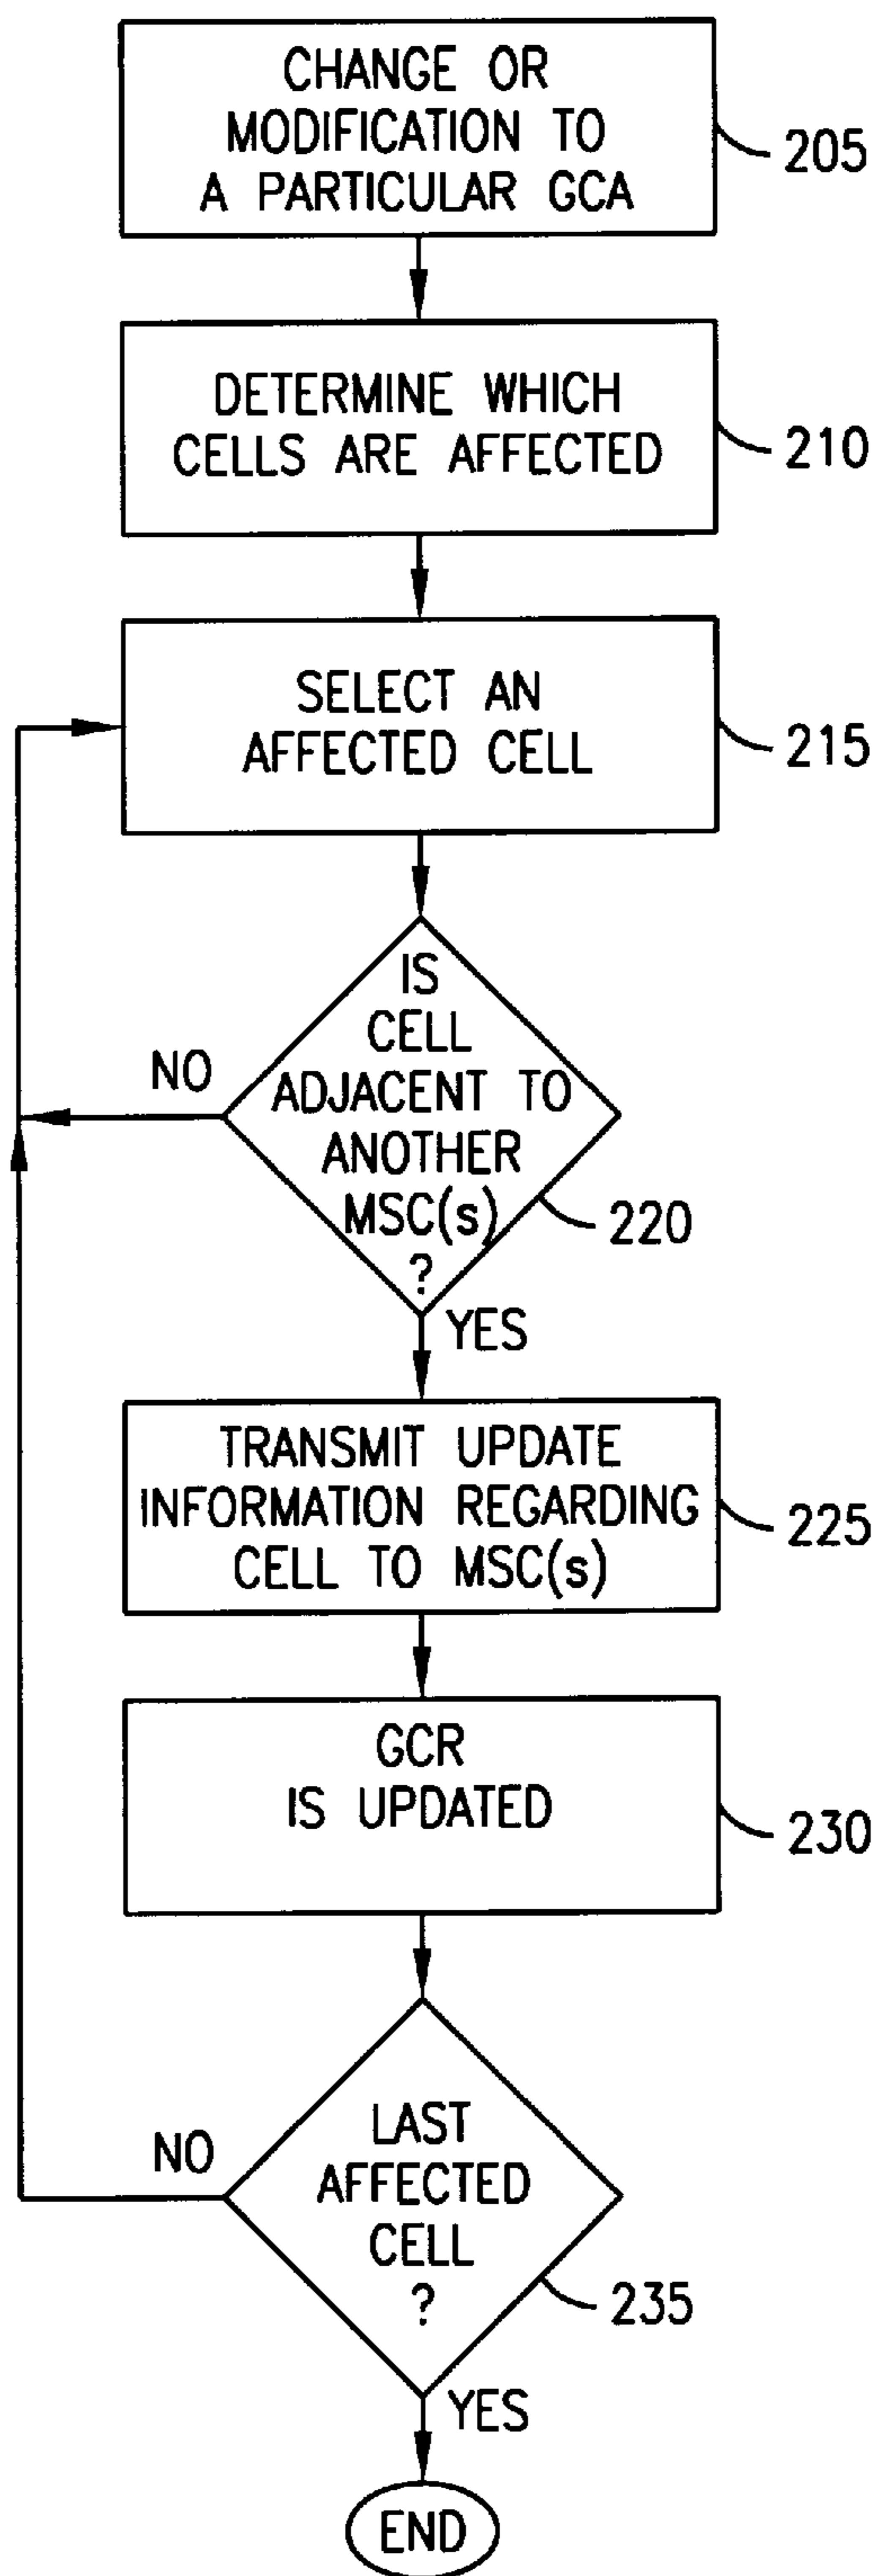 CHANGE OR
MODIFICATION TO
A PARTICULAR GCA
205
DETERMINE WHICH
CELLS ARE AFFECTED
210
SELECT AN
AFFECTED CELL
215
IS
CELL
ADJACENT TO
ANOTHER
MSC(s)
?
NO
220
YES
TRANSMIT UPDATE
INFORMATION REGARDING
CELL TO MSC(s)
225
GCR
IS UPDATED
230
LAST
AFFECTED
CELL
?
NO
235
YES
END